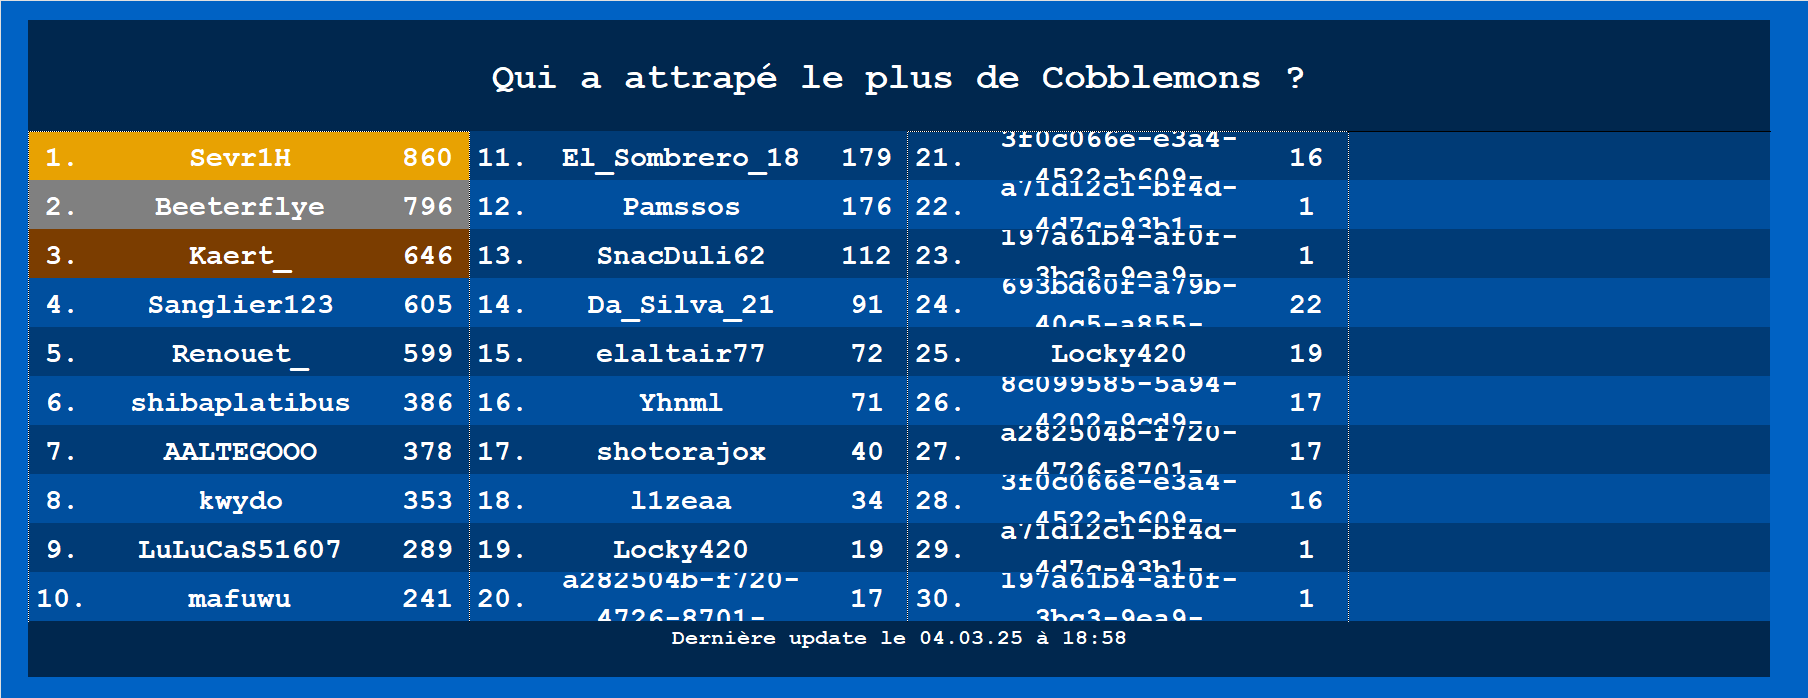 Qui a attrapé le plus de Cobblemons ?
1. Sevr1H 860
2. Beeterflye 796
3. Kaert_ 646
4. Sanglier123 605
5. Renouet_ 599
6. shibaplatibus 386
7. AALTEGOOO 378
8. kwydo 353
9. LuLuCaS51607 289
10. mafuwu 241
11. El_Sombrero_18 179
12. Pamssos 176
13. SnacDuli62 112
14. Da_Silva_21 91
15. elaltair77 72
16. Yhnml 71
17. shotorajox 40
18. l1zeaa 34
19. Locky420 19
20. a282504b-f720- 17
4726-8701-
21. 3f0c066e-e3a4- 16
4522-b609-
22. a71d12c1-bf4d- 1
4d7c-93b1-
23. 197a61b4-af0f- 1
3bc3-9ea9-
24. 693bd60f-a79b- 22
40c5-a855-
25. Locky420 19
26. 8c099585-5a94- 17
4202-9cd9-
27. a282504b-f720- 17
4726-8701-
28. 3f0c066e-e3a4- 16
4522-b609-
29. a71d12c1-bf4d- 1
4d7c-93b1-
30. 197a61b4-af0f- 1
3bc3-9ea9-
Dernière update le 04.03.25 à 18:58